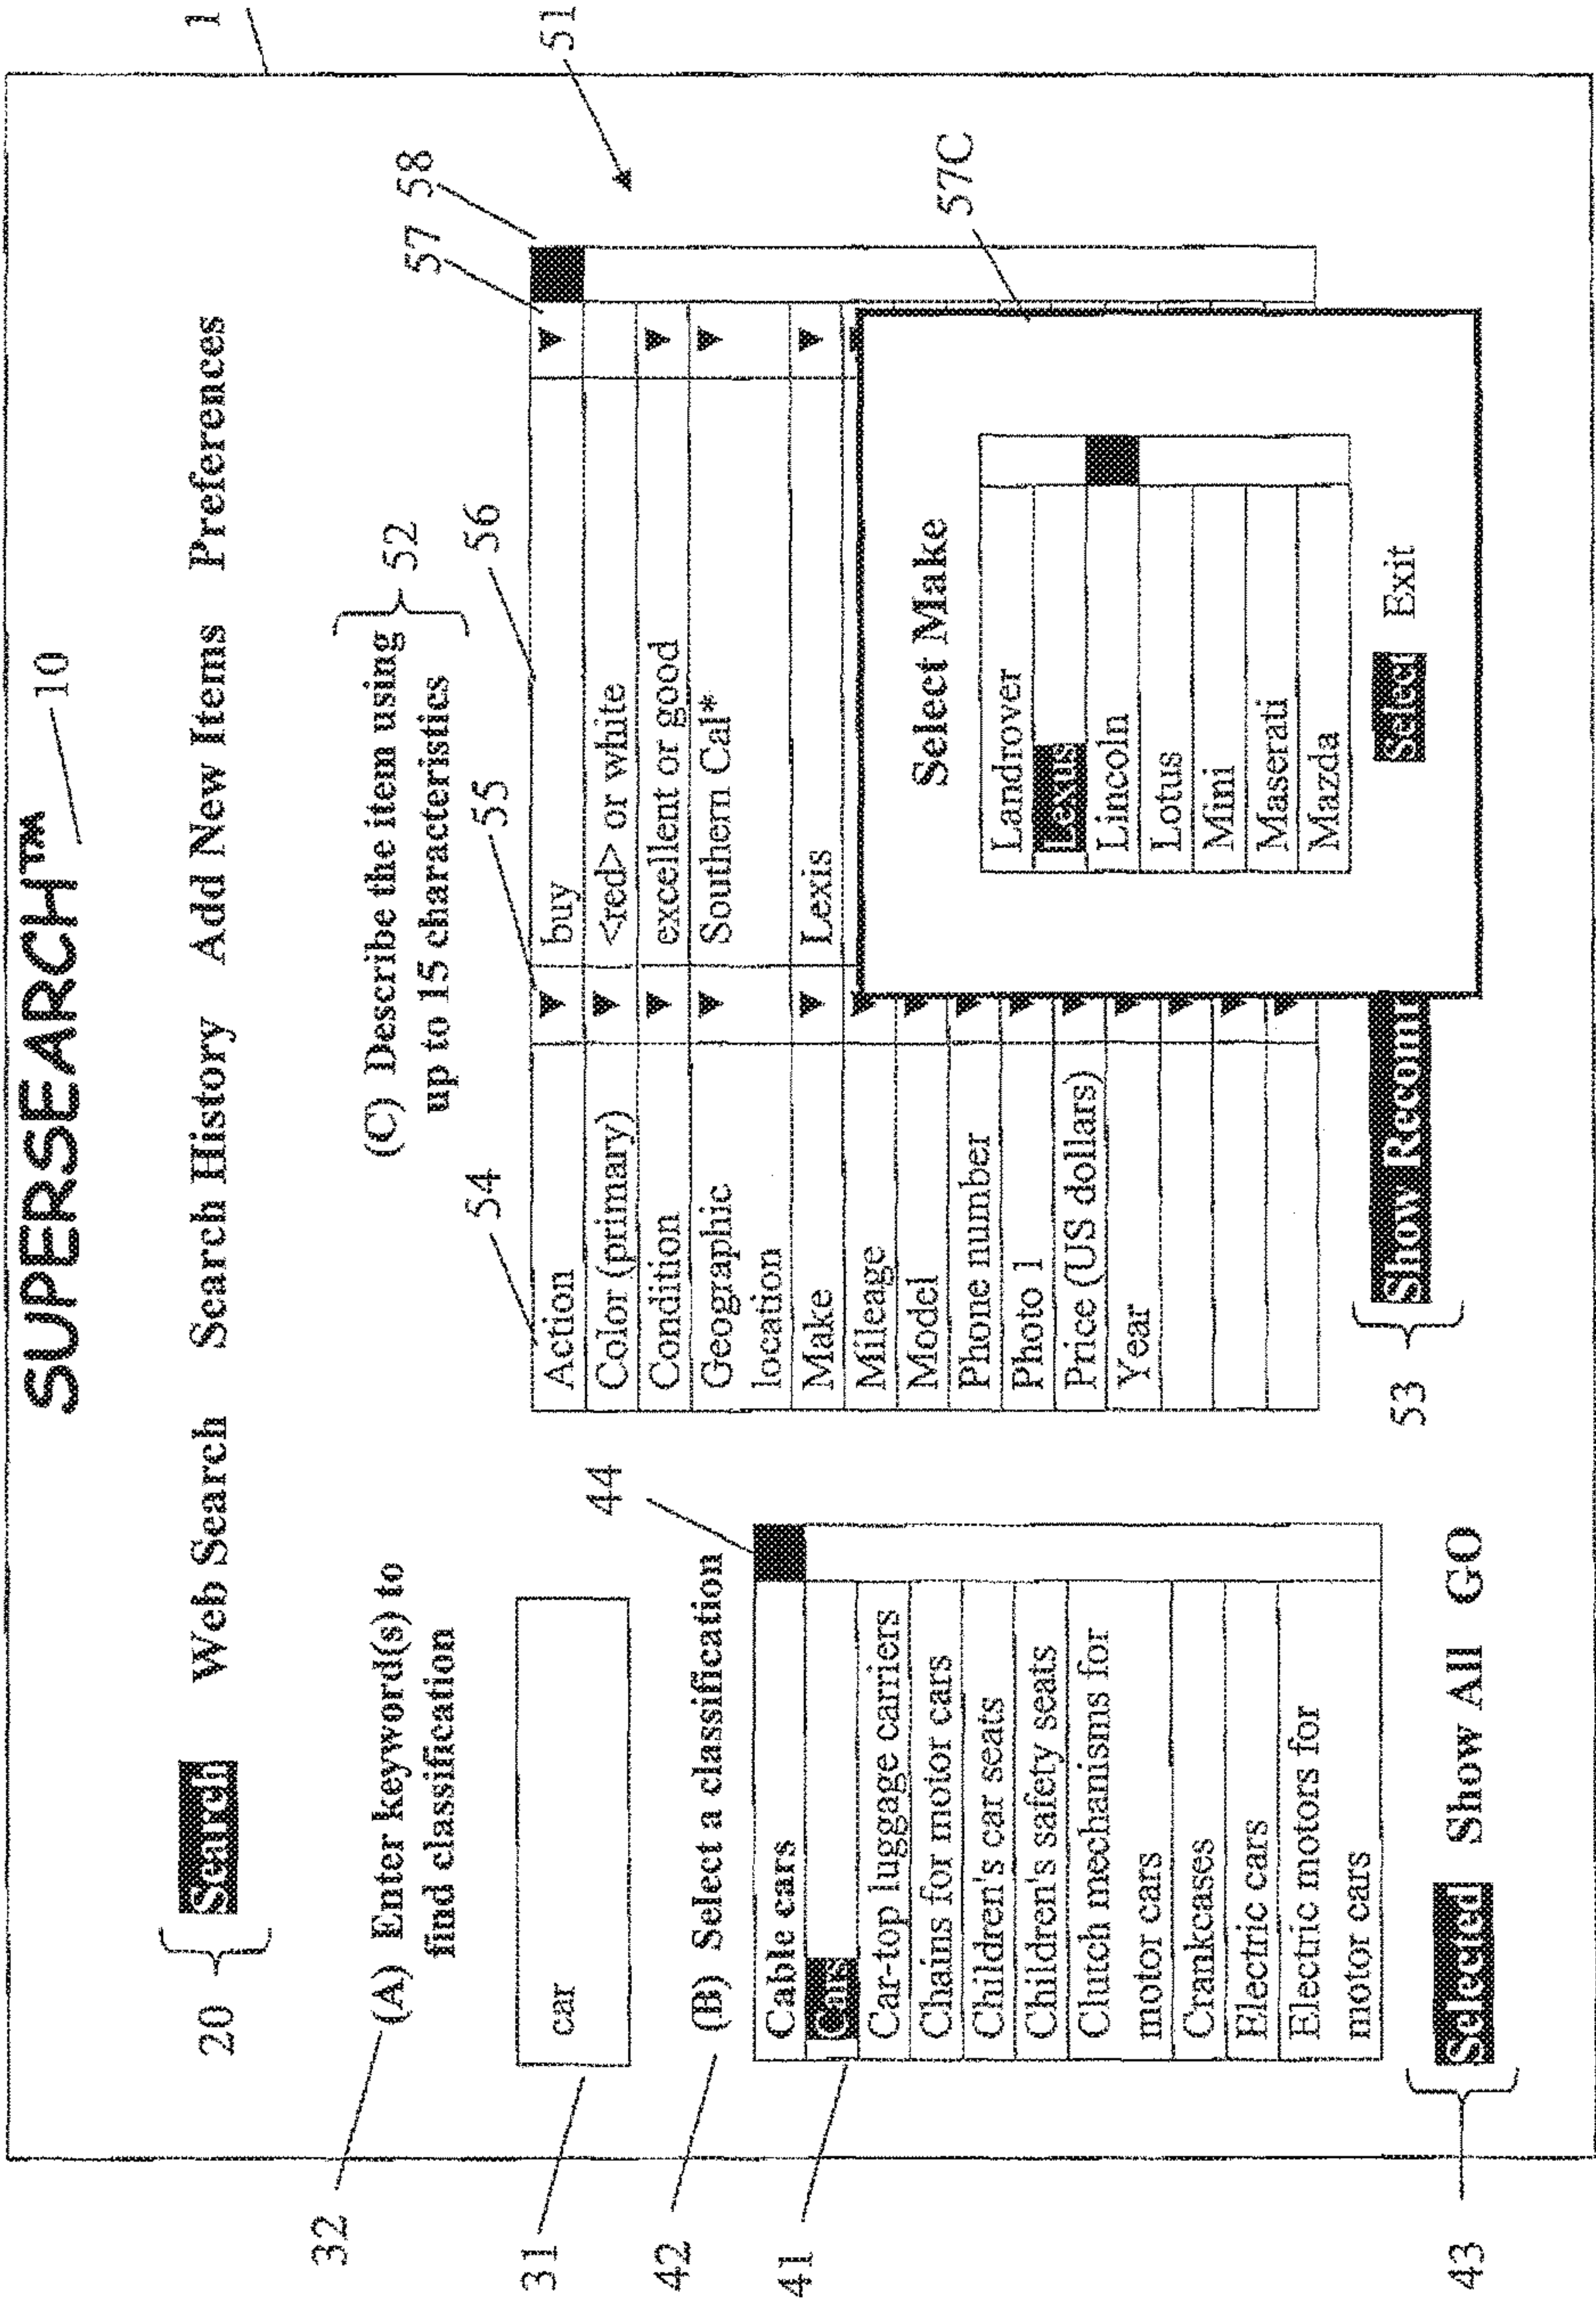 SUPERSEARCH™ 10
1
20 Search Web Search Search History Add New Items Preferences
32 (A) Enter keyword(s) to
find classification
31 car
42 (B) Select a classification
44
41
Cable cars
Cars
Car-top luggage carriers
Chains for motor cars
Children's car seats
Children's safety seats
Clutch mechanisms for
motor cars
Crankcases
Electric cars
Electric motors for
motor cars
43 Selected Show All GO
(C) Describe the item using
up to 15 characteristics
52
54 55 56 57 58
51
Action ▼ buy ▼
Color (primary) ▼ <red> or white
Condition ▼ excellent or good ▼
Geographic ▼ Southern Cal* ▼
location
Make ▼ Lexis ▼
Mileage ▼
Model ▼
Phone number ▼
Photo 1 ▼
Price (US dollars) ▼
Year ▼
53 Show Recom
57C
Select Make
Landrover
Lexus
Lincoln
Lotus
Mini
Maserati
Mazda
Select Exit